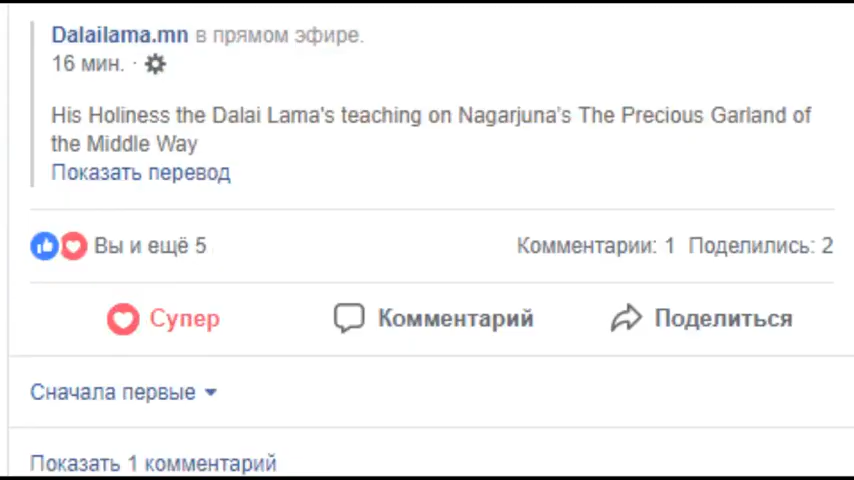 Dalailama.mn в прямом эфире.
16 мин. ·
His Holiness the Dalai Lama's teaching on Nagarjuna's The Precious Garland of
the Middle Way
Показать перевод
Вы и ещё 5 Комментарии: 1 Поделились: 2
Супер Комментарий Поделиться
Сначала первые
Показать 1 комментарий